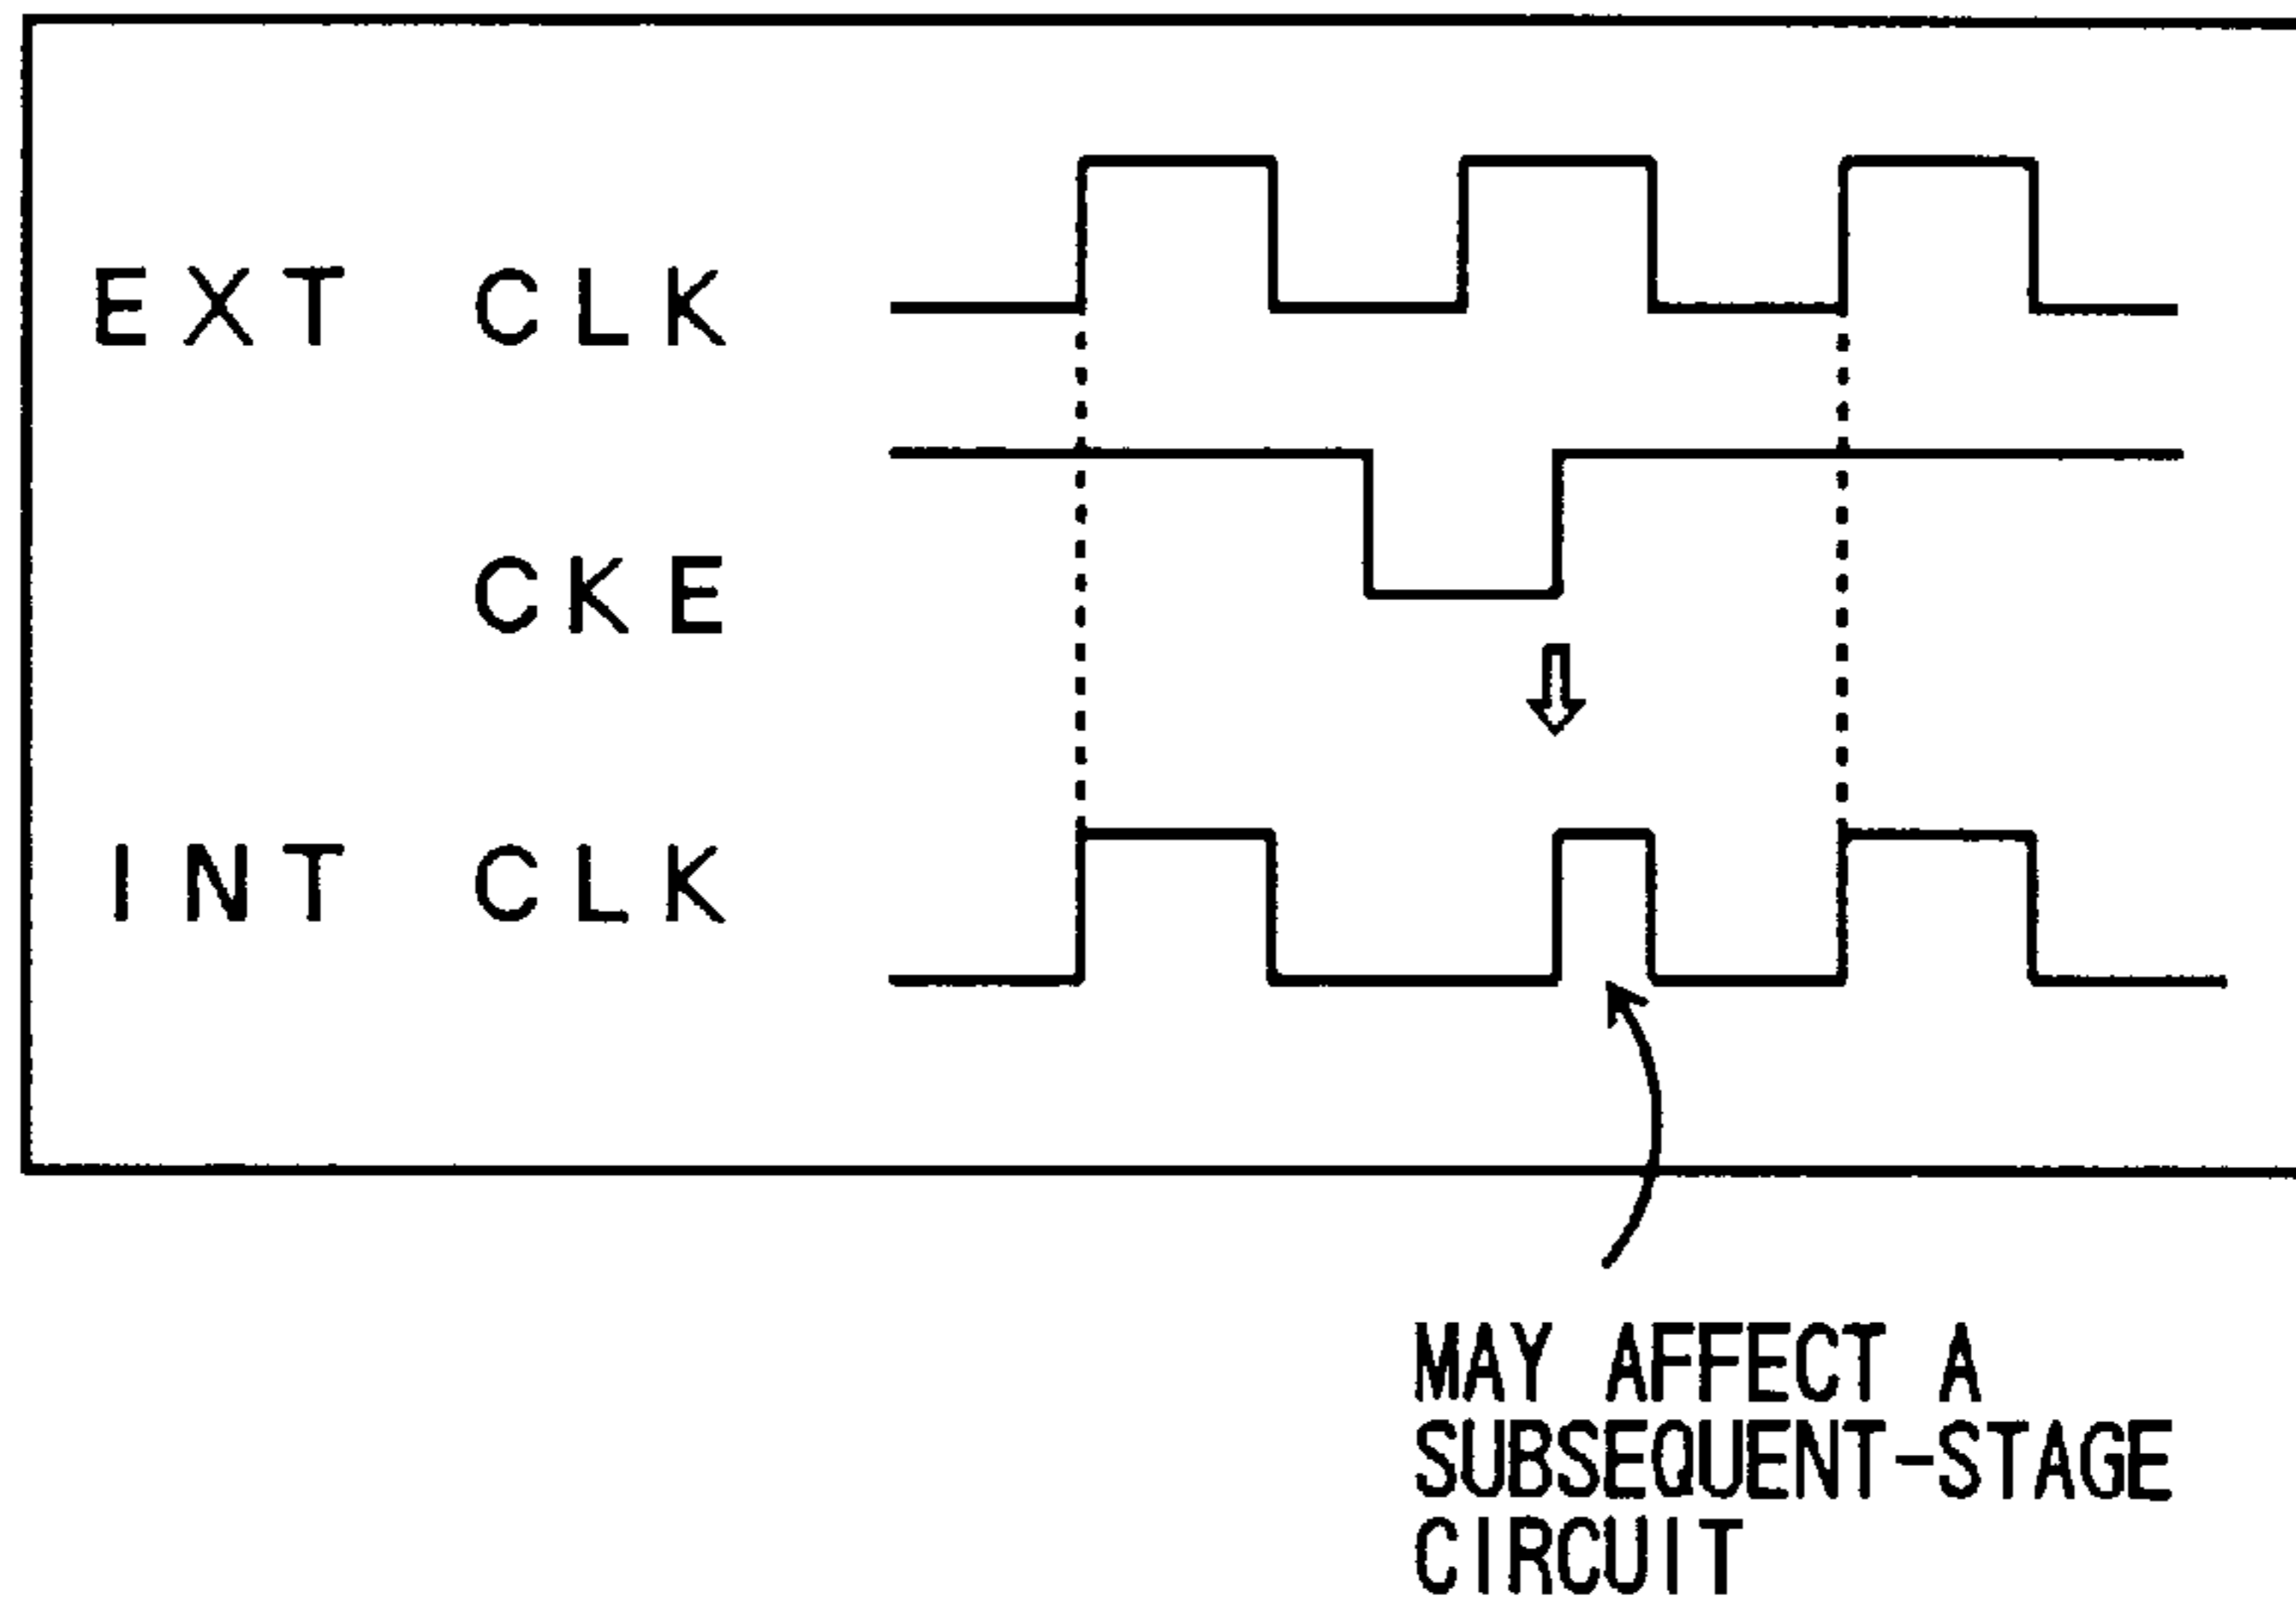 EXT CLK
CKE
INT CLK
MAY AFFECT A
SUBSEQUENT-STAGE
CIRCUIT